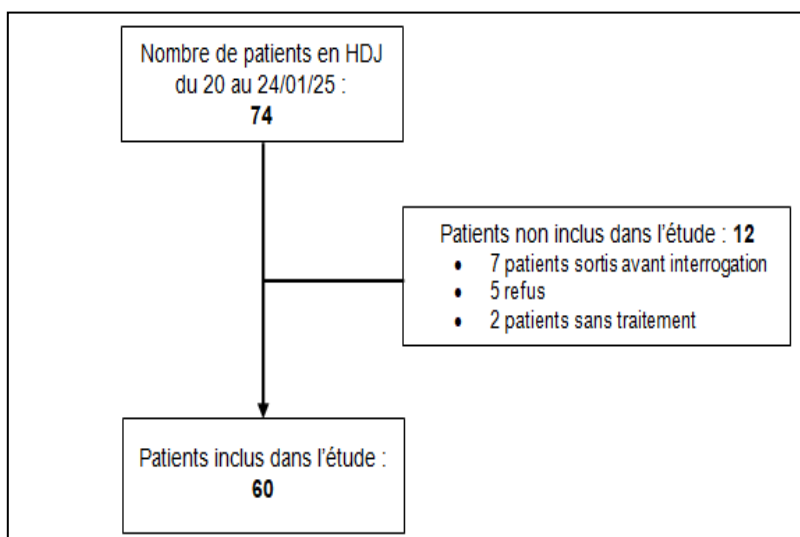 Nombre de patients en HDJ
du 20 au 24/01/25 :
74
Patients non inclus dans l'étude : 12
• 7 patients sortis avant interrogation
• 5 refus
• 2 patients sans traitement
Patients inclus dans l'étude :
60